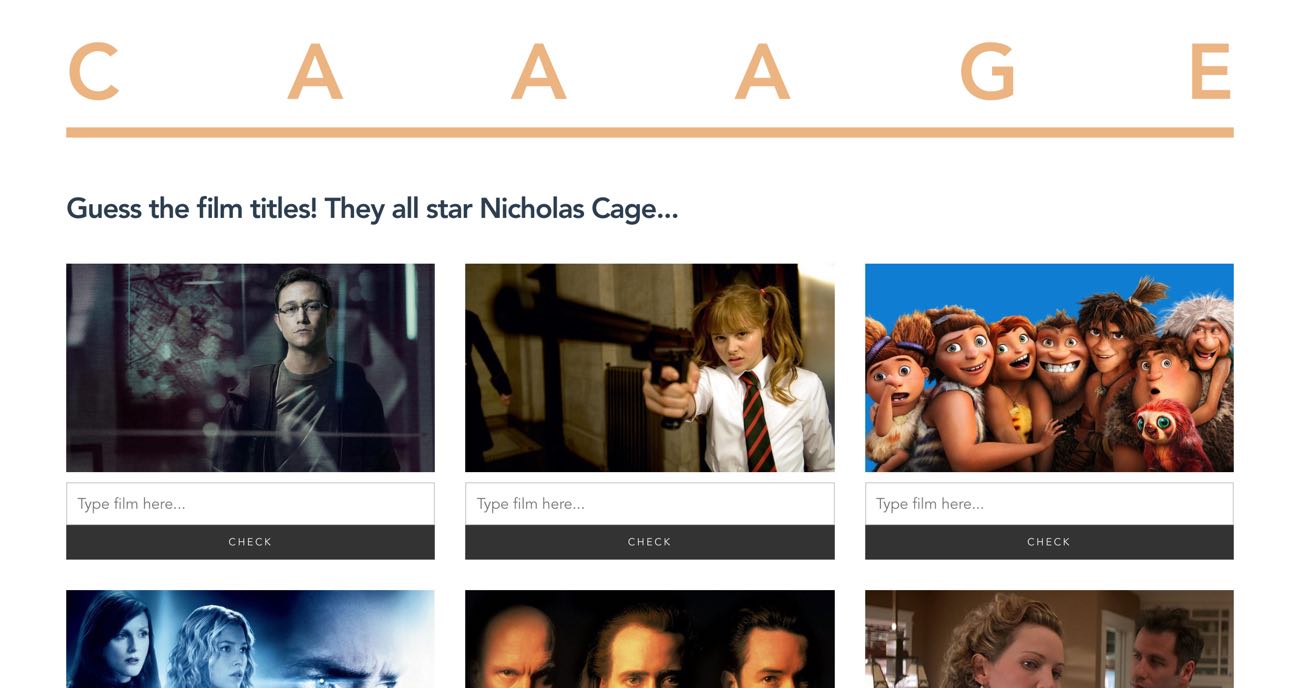 C A A A G E
Guess the film titles! They all star Nicholas Cage...
Type film here... Type film here... Type film here...
CHECK CHECK CHECK